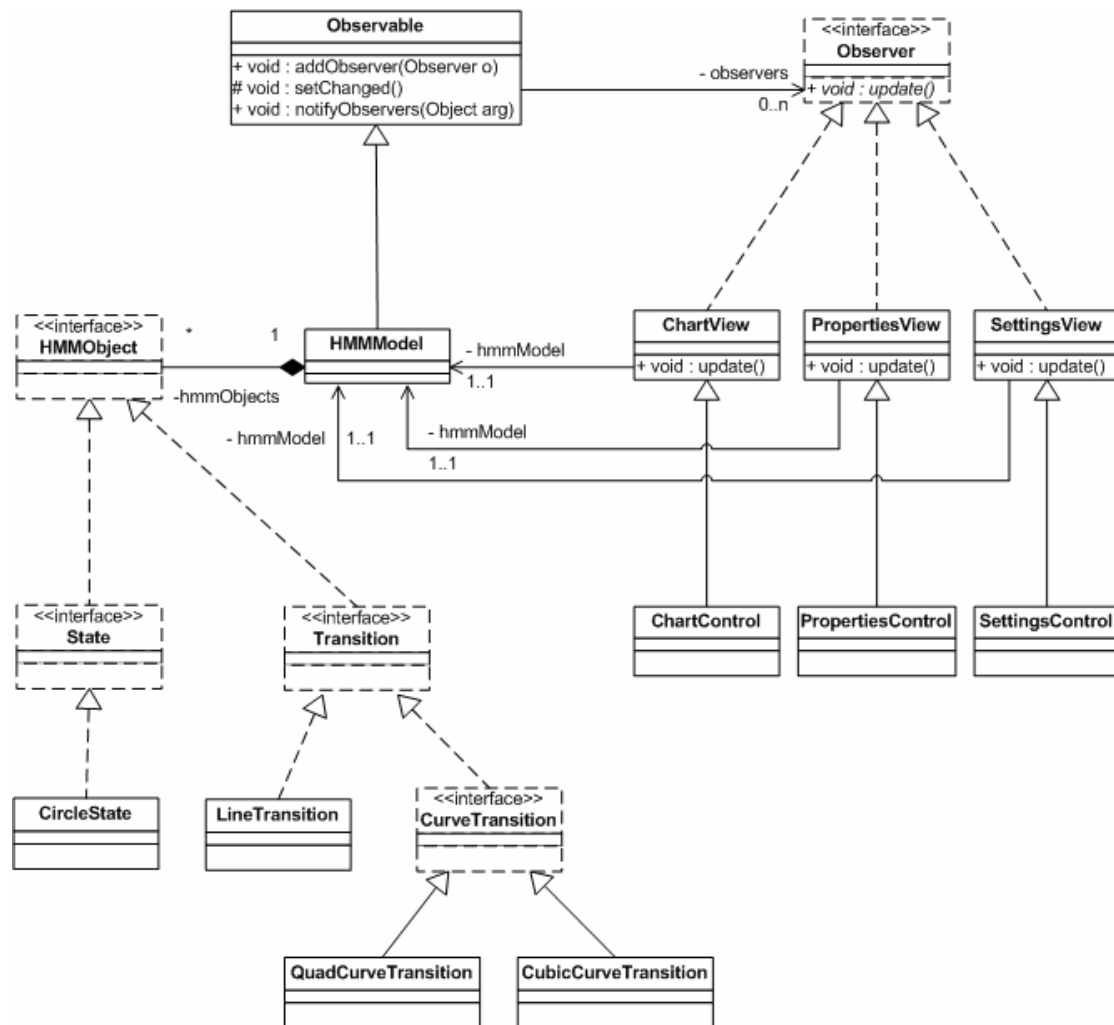 Observable
+ void : addObserver(Observer o)
# void : setChanged()
+ void : notifyObservers(Object arg)
<<interface>>
Observer
+ void : update()
- observers
0..n
<<interface>>
HMMObject
*
1
-hmmObjects
HMMModel
- hmmModel
1..1
ChartView
+ void : update()
PropertiesView
+ void : update()
SettingsView
+ void : update()
- hmmModel
1..1
- hmmModel
1..1
<<interface>>
State
<<interface>>
Transition
ChartControl
PropertiesControl
SettingsControl
CircleState
LineTransition
<<interface>>
CurveTransition
QuadCurveTransition
CubicCurveTransition